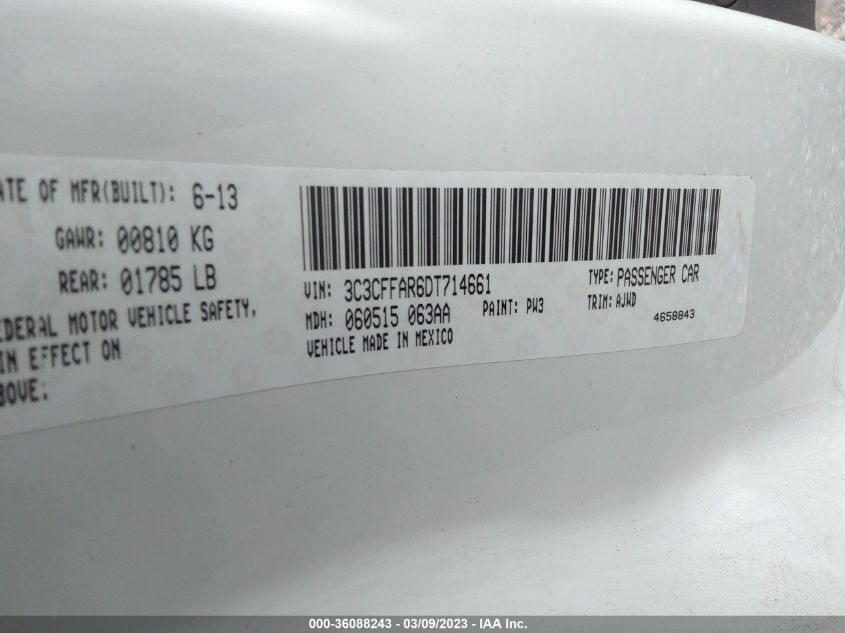 ATE OF MFR(BUILT): 6-13
GAWR: 00810 KG
REAR: 01785 LB
EDERAL MOTOR VEHICLE SAFETY,
IN EFFECT ON
BOVE:
VIN: 3C3CFFAR6DT714661
TYPE: PASSENGER CAR
MDH: 060515 063AA
PAINT: PW3
TRIM: AJWD
VEHICLE MADE IN MEXICO
4658843
000-36088243 - 03/09/2023 - IAA Inc.